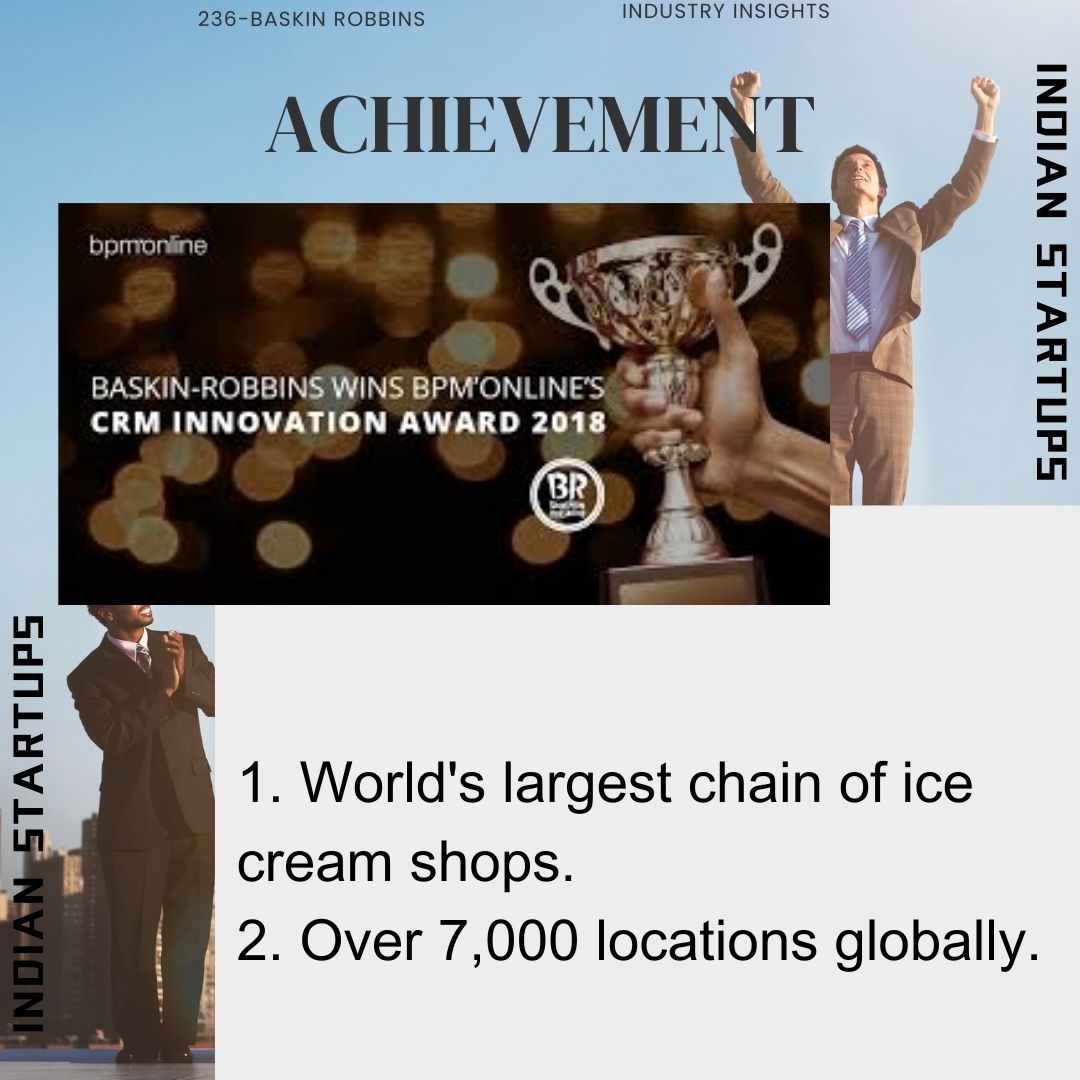 236-BASKIN ROBBINS
INDUSTRY INSIGHTS
ACHIEVEMENT
INDIAN STARTUPS
bpm'online
BASKIN-ROBBINS WINS BPM'ONLINE'S
CRM INNOVATION AWARD 2018
BR
INDIAN STARTUPS
1. World's largest chain of ice
cream shops.
2. Over 7,000 locations globally.